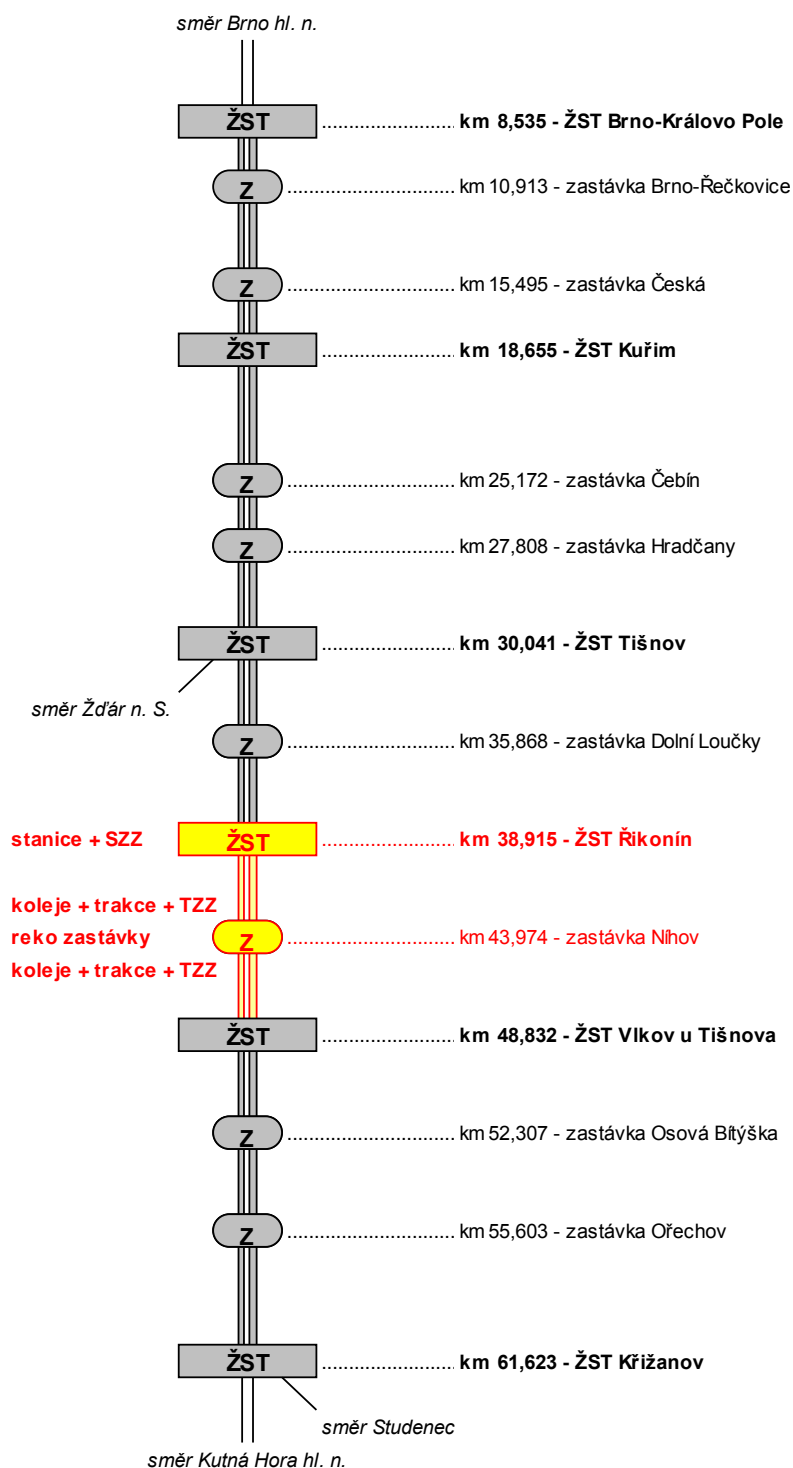 směr Brno hl. n.
ŽST ........................ km 8,535 - ŽST Brno-Královo Pole
Z ............................... km 10,913 - zastávka Brno-Řečkovice
Z ............................... km 15,495 - zastávka Česká
ŽST ........................ km 18,655 - ŽST Kuřim
Z ............................... km 25,172 - zastávka Čebín
Z ............................... km 27,808 - zastávka Hradčany
ŽST ........................ km 30,041 - ŽST Tišnov
směr Žďár n. S.
Z ............................... km 35,868 - zastávka Dolní Loučky
stanice + SZZ ŽST ........................ km 38,915 - ŽST Řikonín
koleje + trakce + TZZ
reko zastávky Z ............................... km 43,974 - zastávka Níhov
koleje + trakce + TZZ
ŽST ........................ km 48,832 - ŽST Vlkov u Tišnova
Z ............................... km 52,307 - zastávka Osová Bítýška
Z ............................... km 55,603 - zastávka Ořechov
ŽST ........................ km 61,623 - ŽST Křižanov
směr Studenec
směr Kutná Hora hl. n.